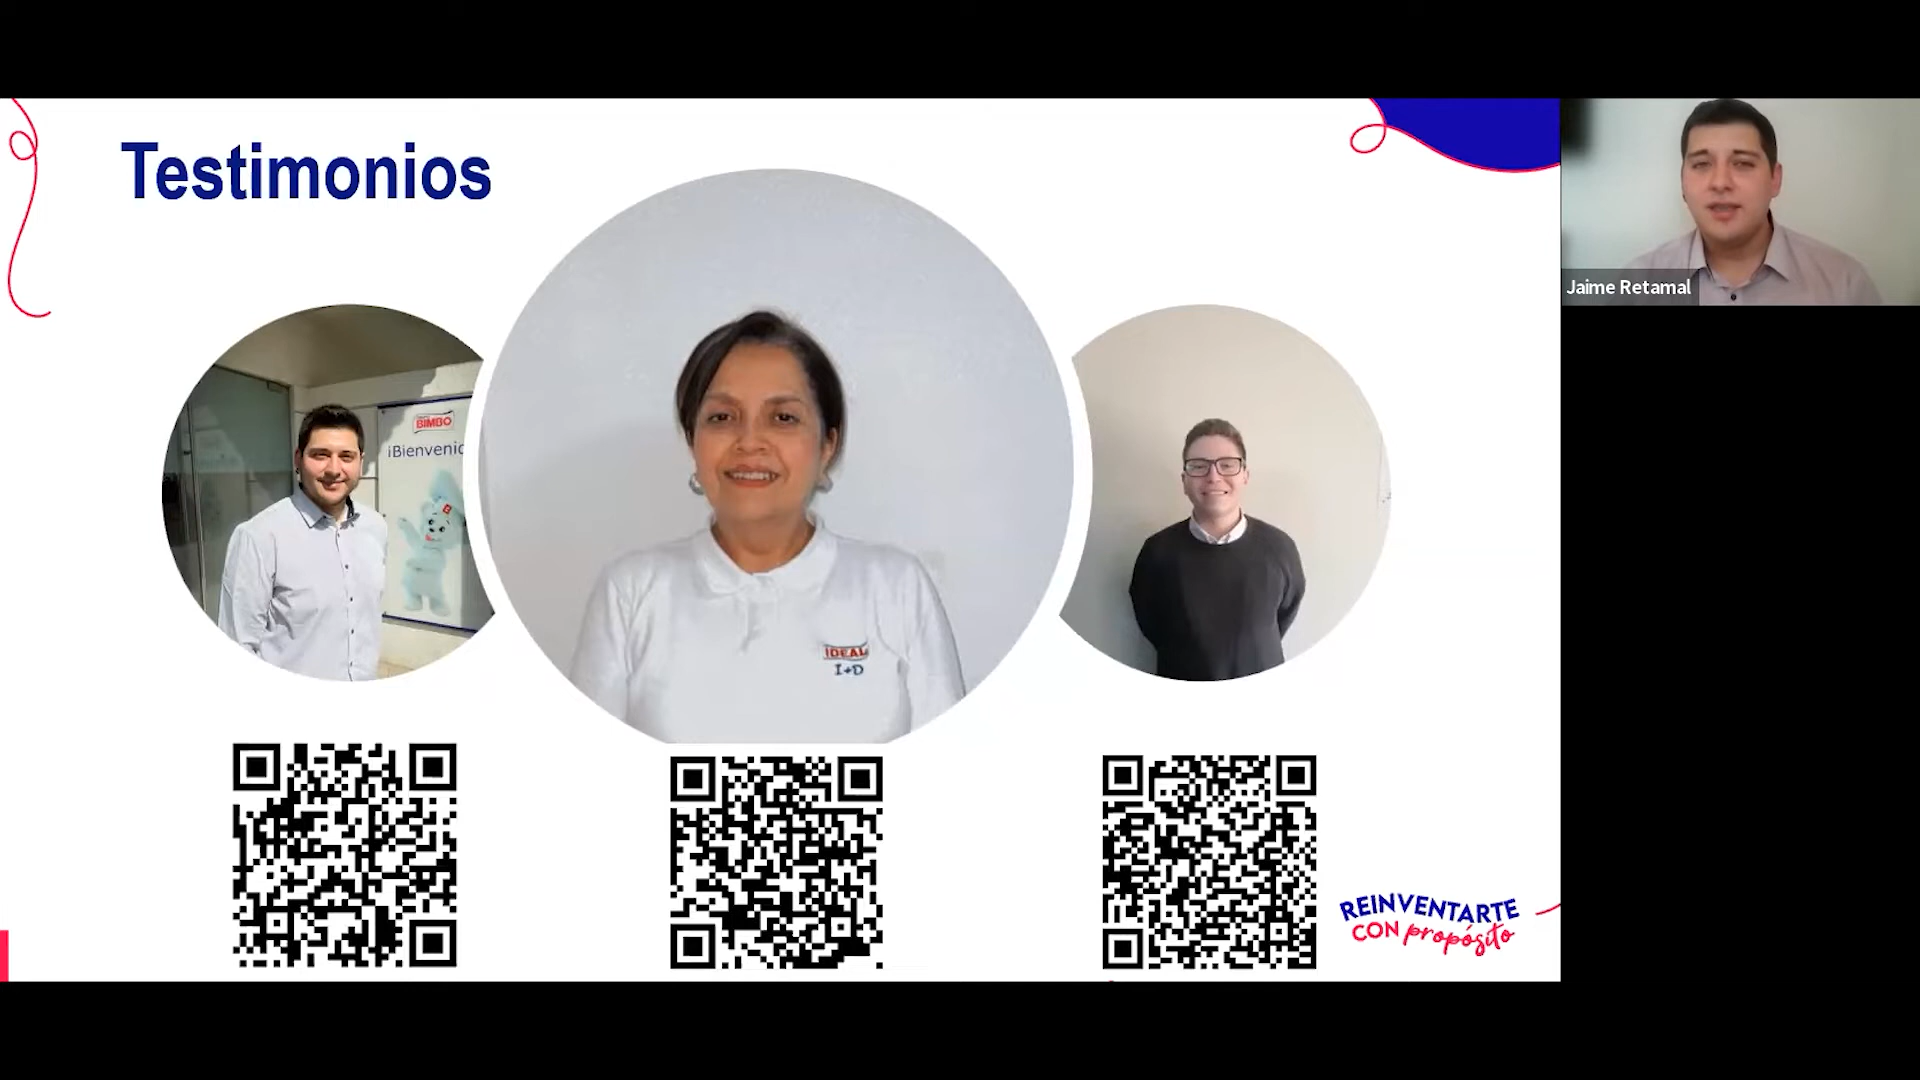 Testimonios
Jaime Retamal
BIMBO
¡Bienvenid
IDEAL
I+D
REINVENTARTE
CON propósito